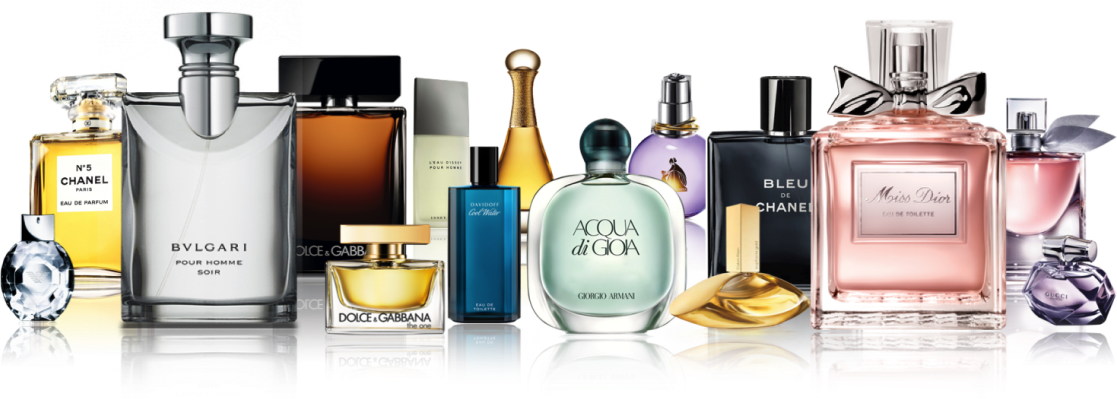 N°5
CHANEL
PARIS
EAU DE PARFUM
BVLGARI
POUR HOMME
SOIR
DOLCE & GABB
L'EAU D'ISSEY
POUR HOMME
DOLCE & GABBANA
the one
DAVIDOFF
Cool Water
EAU DE
TOILETTE
ACQUA
di GIOIA
GIORGIO ARMANI
BLEU
DE
CHANEL
Miss Dior
EAU DE TOILETTE
GUCCI